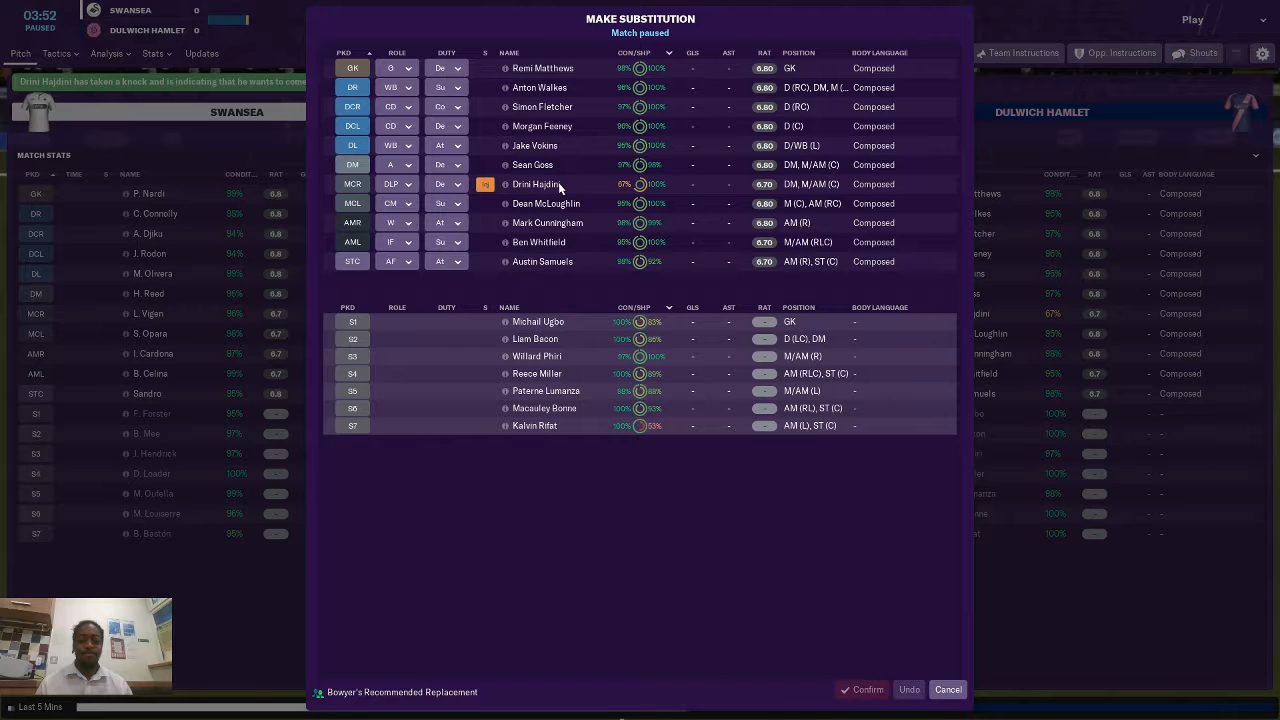 03:52
PAUSED
SWANSEA 0
DULWICH HAMLET 0
Play
Pitch Tactics Analysis Stats Updates
Team Instructions Opp. Instructions Shouts
Drini Hajdini has taken a knock and is indicating that he wants to come
SWANSEA
DULWICH HAMLET
MATCH STATS
PKD TIME S NAME CONDIT... RAT
GK P. Nardi 99% 6.8
DR C. Connolly 98% 6.8
DCR A. Djiku 94% 6.8
DCL J. Rodon 94% 6.8
DL M. Olivera 93% 6.8
DM H. Reed 96% 6.8
MCR L. Vigen 96% 6.8
MCL S. Opara 96% 6.8
AMR I. Cardona 97% 6.7
AML B. Celina 99% 6.7
STC Sandro 95% 6.8
S1 F. Forster 95% -
S2 B. Mee 97% -
S3 J. Hendrick 93% -
S4 D. Loader 100% -
S5 M. Oufella 99% -
S6 M. Louiserre 96% -
S7 B. Bastón 95% -
MAKE SUBSTITUTION
Match paused
PKD ROLE DUTY S NAME CON/SHP GLS AST RAT POSITION BODY LANGUAGE
GK G De Remi Matthews 98% 100% - - 6.80 GK Composed
DR WB Su Anton Walkes 96% 100% - - 6.80 D (RC), DM, M (... Composed
DCR CD Co Simon Fletcher 97% 100% - - 6.80 D (RC) Composed
DCL CD De Morgan Feeney 96% 100% - - 6.80 D (C) Composed
DL WB At Jake Vokins 95% 100% - - 6.80 D/WB (L) Composed
DM A De Sean Goss 97% 98% - - 6.80 DM, M/AM (C) Composed
MCR DLP De Inj Drini Hajdini 67% 100% - - 6.70 DM, M/AM (C) Composed
MCL CM Su Dean McLoughlin 95% 100% - - 6.80 M (C), AM (RC) Composed
AMR W At Mark Cunningham 98% 99% - - 6.80 AM (R) Composed
AML IF Su Ben Whitfield 95% 100% - - 6.70 M/AM (RLC) Composed
STC AF At Austin Samuels 98% 92% - - 6.70 AM (R), ST (C) Composed
PKD ROLE DUTY S NAME CON/SHP GLS AST RAT POSITION BODY LANGUAGE
S1 Michail Ugbo 100% 83% - - - GK -
S2 Liam Bacon 100% 86% - - - D (LC), DM -
S3 Willard Phiri 97% 100% - - - M/AM (R) -
S4 Reece Miller 100% 89% - - - AM (RLC), ST (C) -
S5 Paterne Lumanza 98% 88% - - - M/AM (L) -
S6 Macauley Bonne 100% 93% - - - AM (RL), ST (C) -
S7 Kalvin Rifat 100% 53% - - - AM (L), ST (C) -
Bowyer's Recommended Replacement
Confirm Undo Cancel
CONDIT... RAT GLS AST BODY LANGUAGE
Last 5 Mins